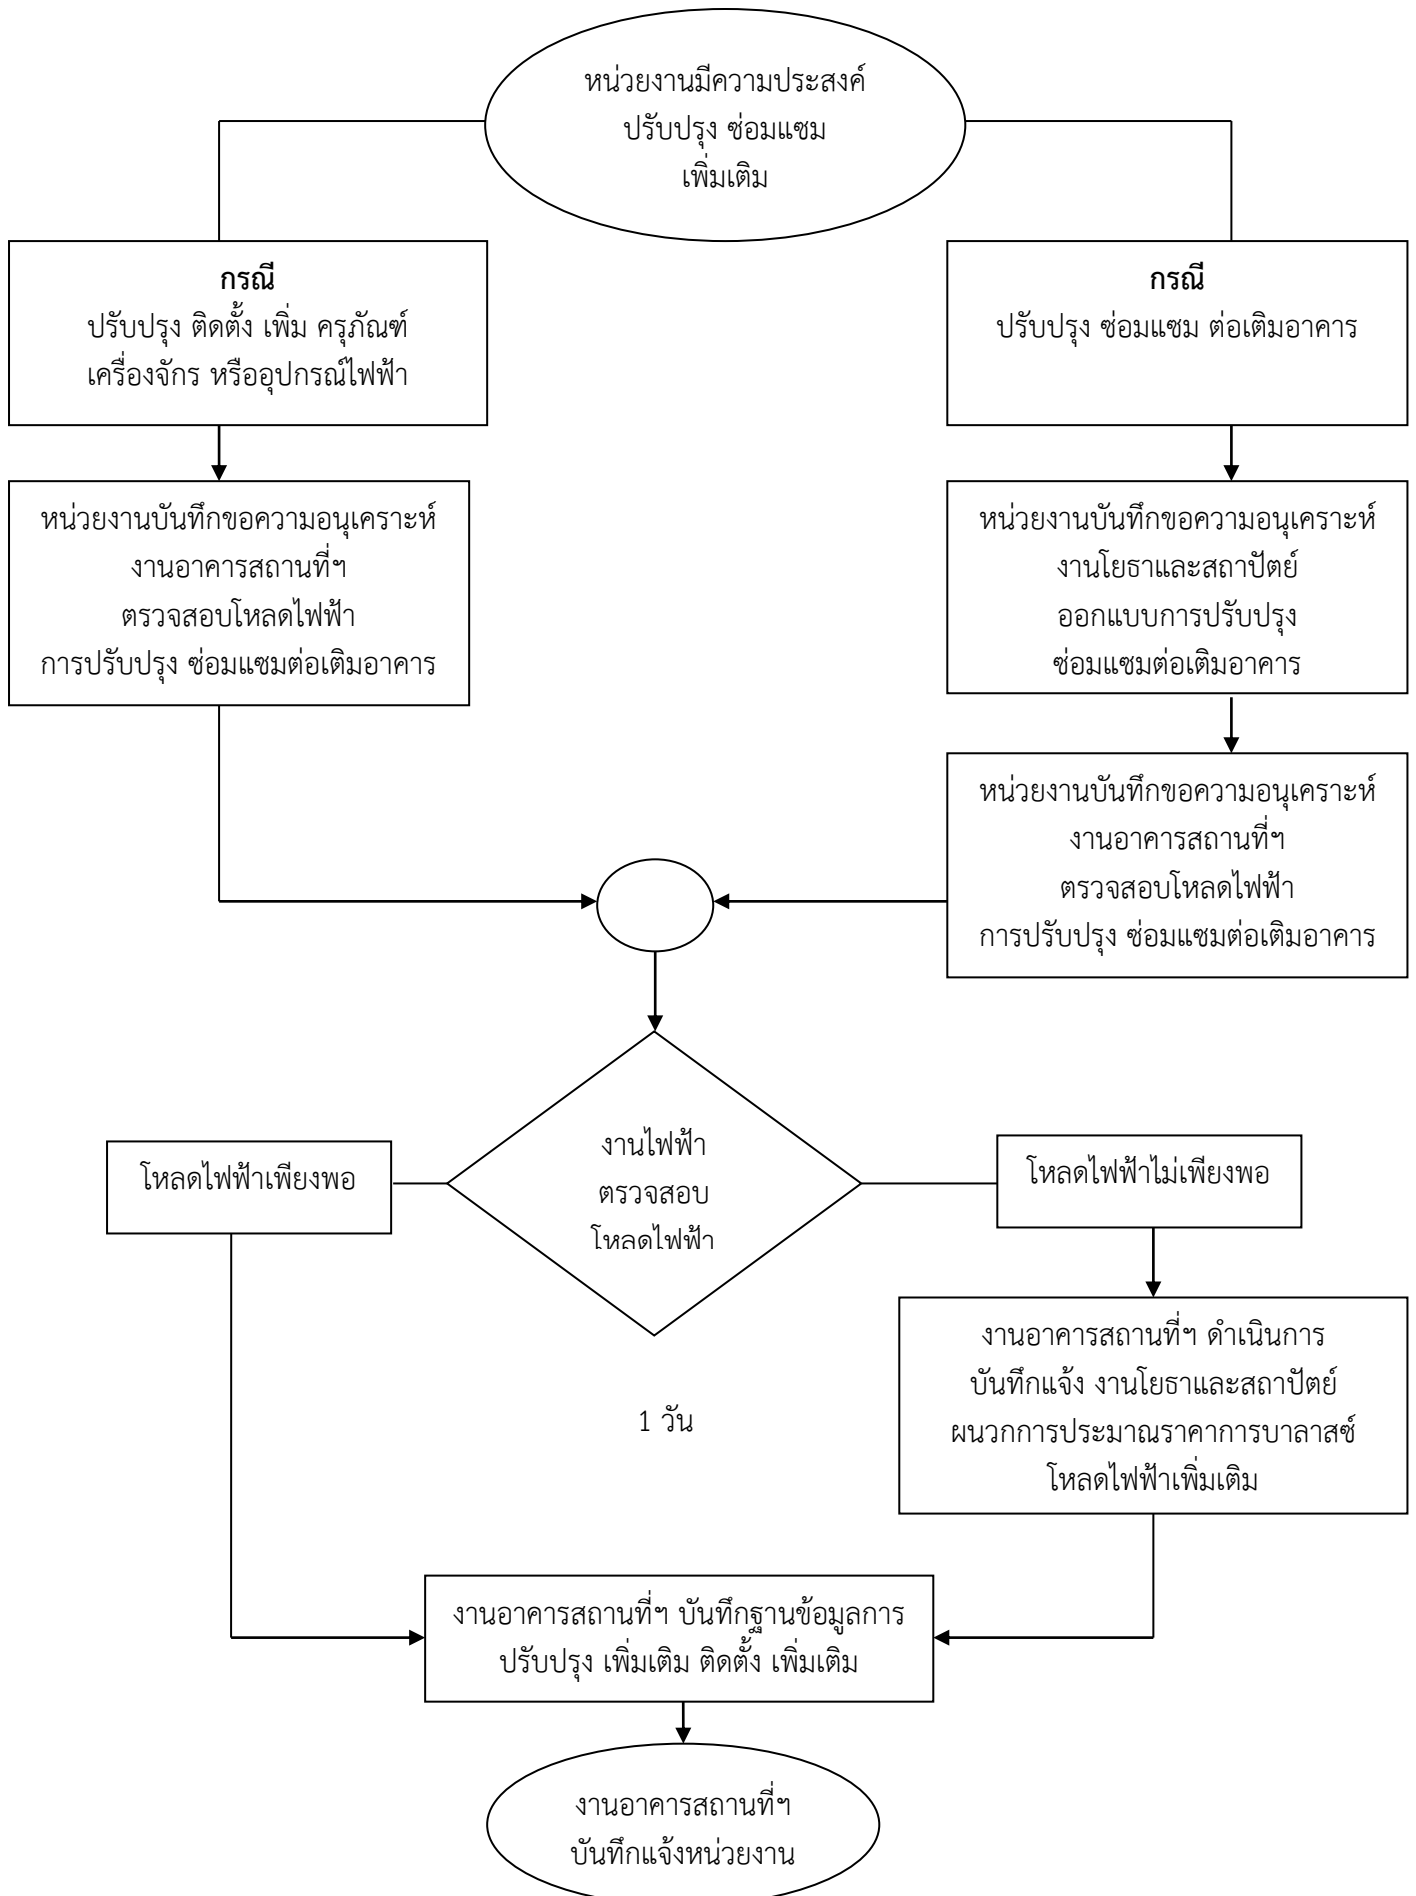 หน่วยงานมีความประสงค์
ปรับปรุง ซ่อมแซม
เพิ่มเติม
กรณี
ปรับปรุง ติดตั้ง เพิ่ม ครุภัณฑ์
เครื่องจักร หรืออุปกรณ์ไฟฟ้า
กรณี
ปรับปรุง ซ่อมแซม ต่อเติมอาคาร
หน่วยงานบันทึกขอความอนุเคราะห์
งานอาคารสถานที่ฯ
ตรวจสอบโหลดไฟฟ้า
การปรับปรุง ซ่อมแซมต่อเติมอาคาร
หน่วยงานบันทึกขอความอนุเคราะห์
งานโยธาและสถาปัตย์
ออกแบบการปรับปรุง
ซ่อมแซมต่อเติมอาคาร
หน่วยงานบันทึกขอความอนุเคราะห์
งานอาคารสถานที่ฯ
ตรวจสอบโหลดไฟฟ้า
การปรับปรุง ซ่อมแซมต่อเติมอาคาร
งานไฟฟ้า
ตรวจสอบ
โหลดไฟฟ้า
โหลดไฟฟ้าเพียงพอ
โหลดไฟฟ้าไม่เพียงพอ
งานอาคารสถานที่ฯ ดำเนินการ
บันทึกแจ้ง งานโยธาและสถาปัตย์
ผนวกการประมาณราคาการบาลาสซ์
โหลดไฟฟ้าเพิ่มเติม
1 วัน
งานอาคารสถานที่ฯ บันทึกฐานข้อมูลการ
ปรับปรุง เพิ่มเติม ติดตั้ง เพิ่มเติม
งานอาคารสถานที่ฯ
บันทึกแจ้งหน่วยงาน